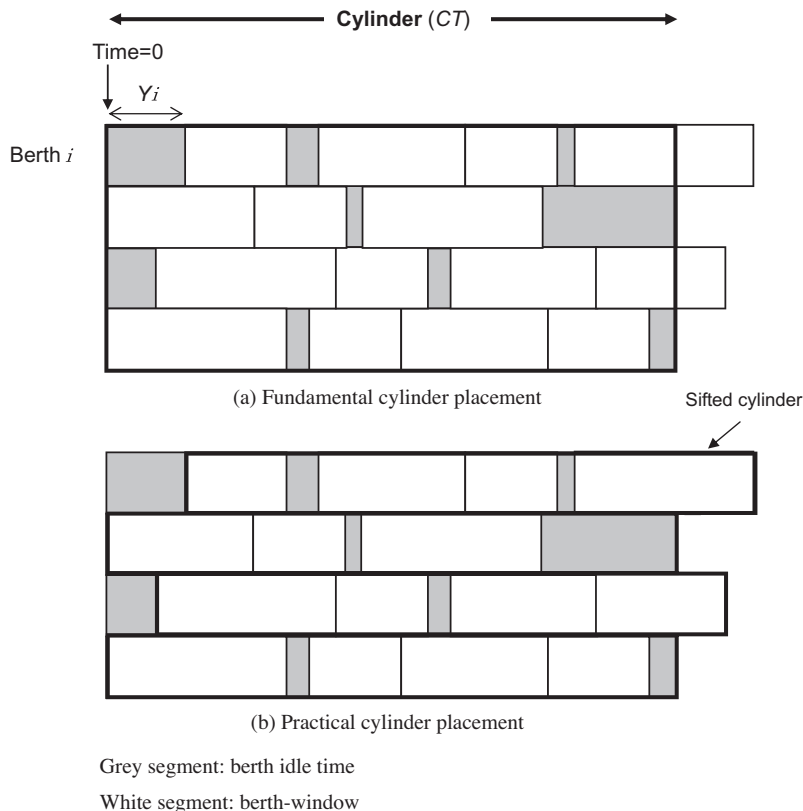 Cylinder (CT)
Time=0
Yi
Berth i
(a) Fundamental cylinder placement
Sifted cylinder
(b) Practical cylinder placement
Grey segment: berth idle time
White segment: berth-window